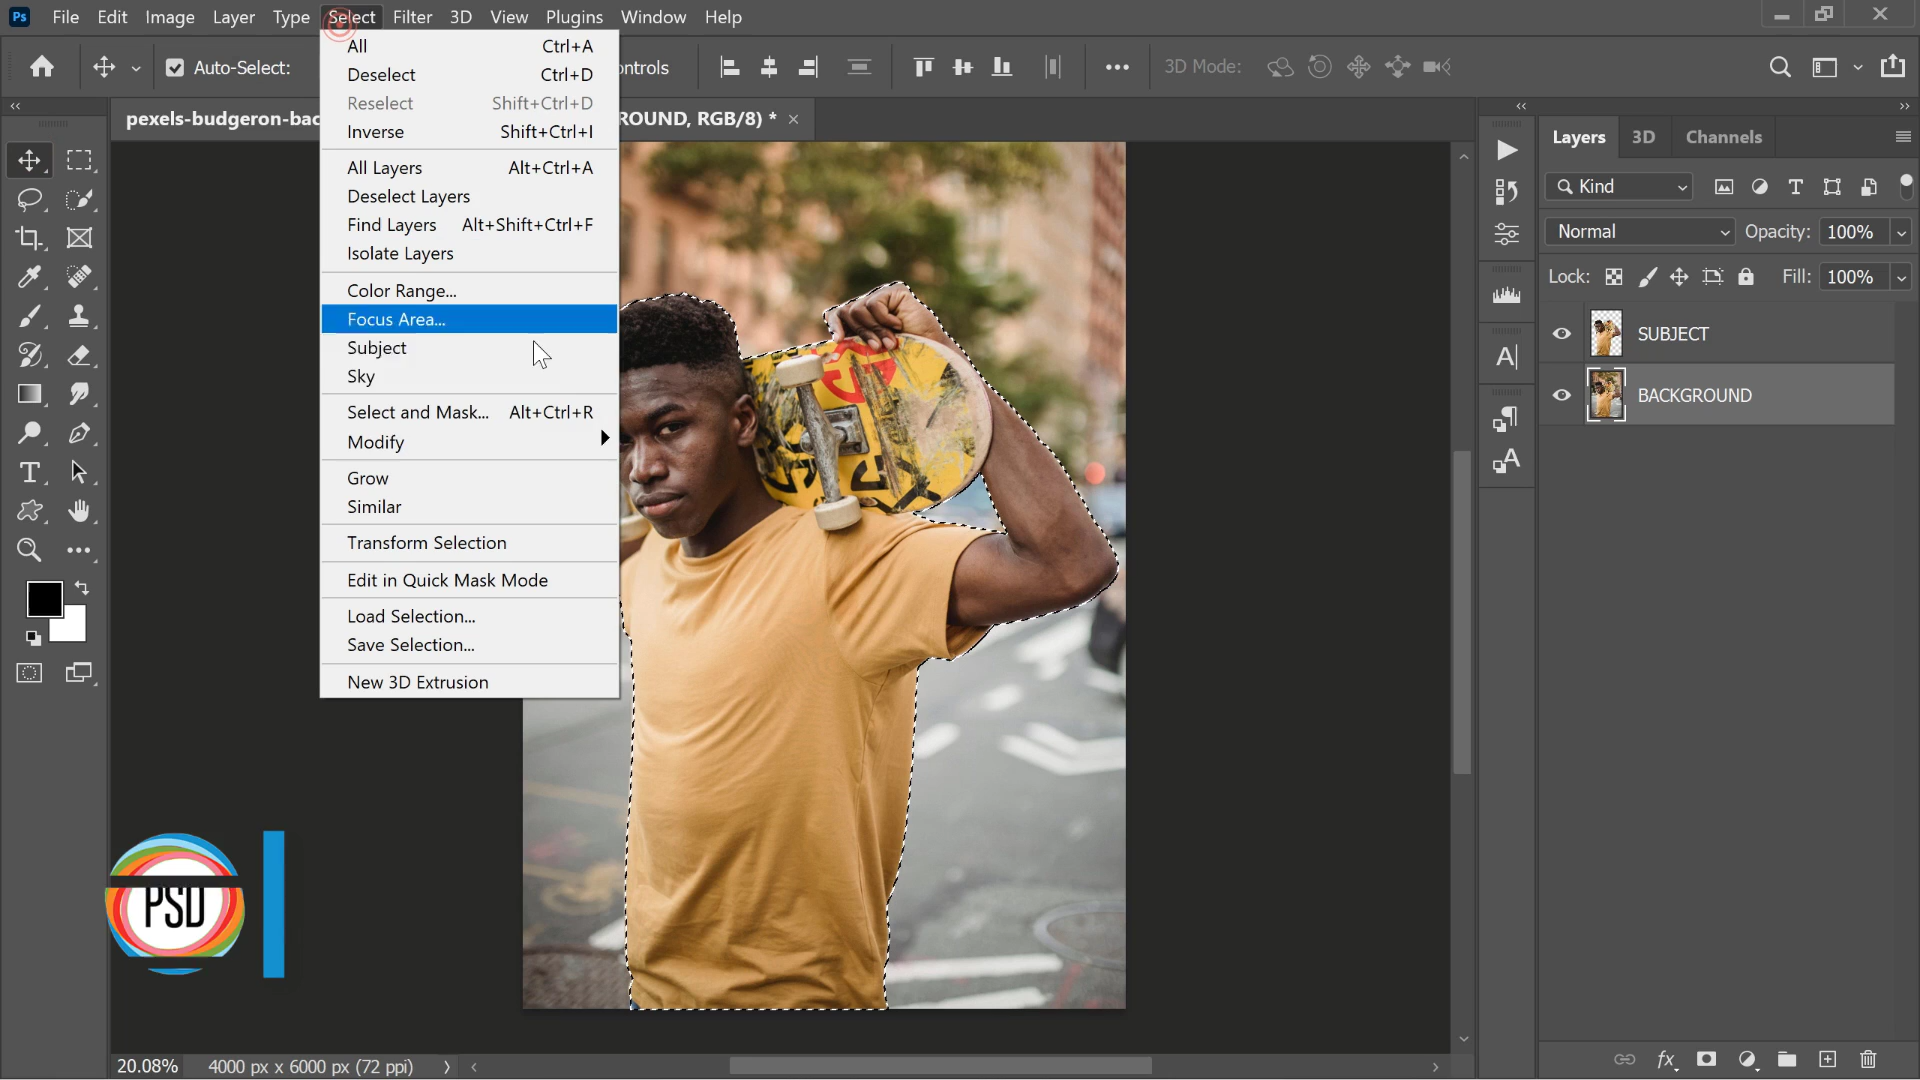 Ps File Edit Image Layer Type Select Filter 3D View Plugins Window Help
Auto-Select:
ontrols
3D Mode:
pexels-budgeron-bac
ROUND, RGB/8) * ×
All Ctrl+A
Deselect Ctrl+D
Reselect Shift+Ctrl+D
Inverse Shift+Ctrl+I
All Layers Alt+Ctrl+A
Deselect Layers
Find Layers Alt+Shift+Ctrl+F
Isolate Layers
Color Range...
Focus Area...
Subject
Sky
Select and Mask... Alt+Ctrl+R
Modify
Grow
Similar
Transform Selection
Edit in Quick Mask Mode
Load Selection...
Save Selection...
New 3D Extrusion
Layers 3D Channels
Kind
Normal Opacity: 100%
Lock: Fill: 100%
SUBJECT
BACKGROUND
PSD
20.08% 4000 px x 6000 px (72 ppi)